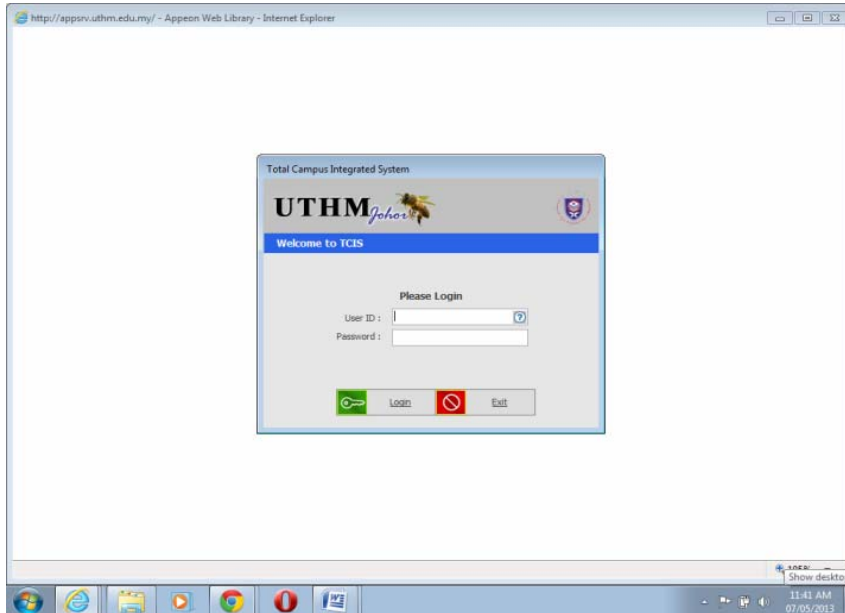 http://appsrv.uthm.edu.my/ - Appeon Web Library - Internet Explorer
Total Campus Integrated System
UTHM Johor
Welcome to TCIS
Please Login
User ID :
Password :
Login Exit
Show deskto
11:41 AM
07/05/2013